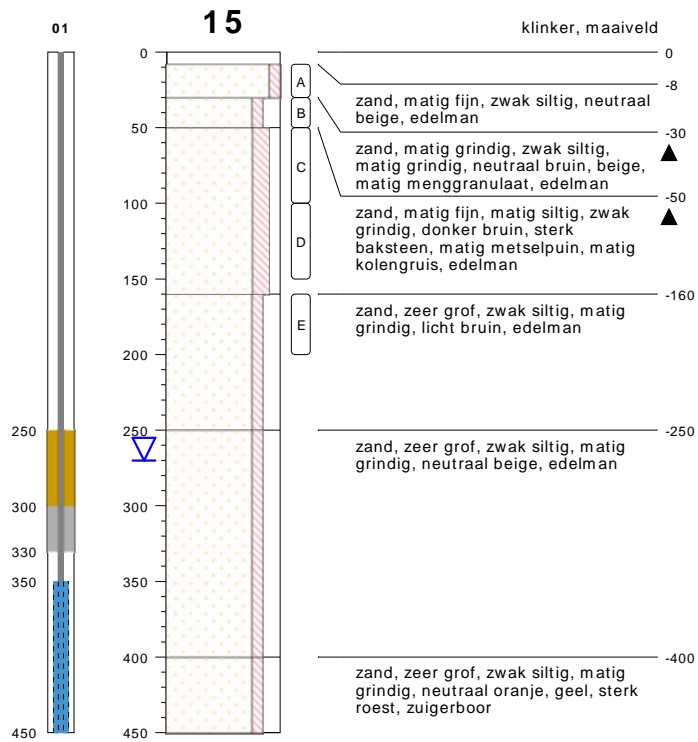 01
15
klinker, maaiveld
0
0
A
-8
zand, matig fijn, zwak siltig, neutraal
beige, edelman
B
-30
50
zand, matig grindig, zwak siltig,
matig grindig, neutraal bruin, beige,
matig menggranulaat, edelman
C
-50
100
zand, matig fijn, matig siltig, zwak
grindig, donker bruin, sterk
baksteen, matig metselpuin, matig
kolengruis, edelman
D
150
-160
zand, zeer grof, zwak siltig, matig
grindig, licht bruin, edelman
E
200
250
250
-250
zand, zeer grof, zwak siltig, matig
grindig, neutraal beige, edelman
300
300
330
350
350
400
-400
zand, zeer grof, zwak siltig, matig
grindig, neutraal oranje, geel, sterk
roest, zuigerboor
450
450